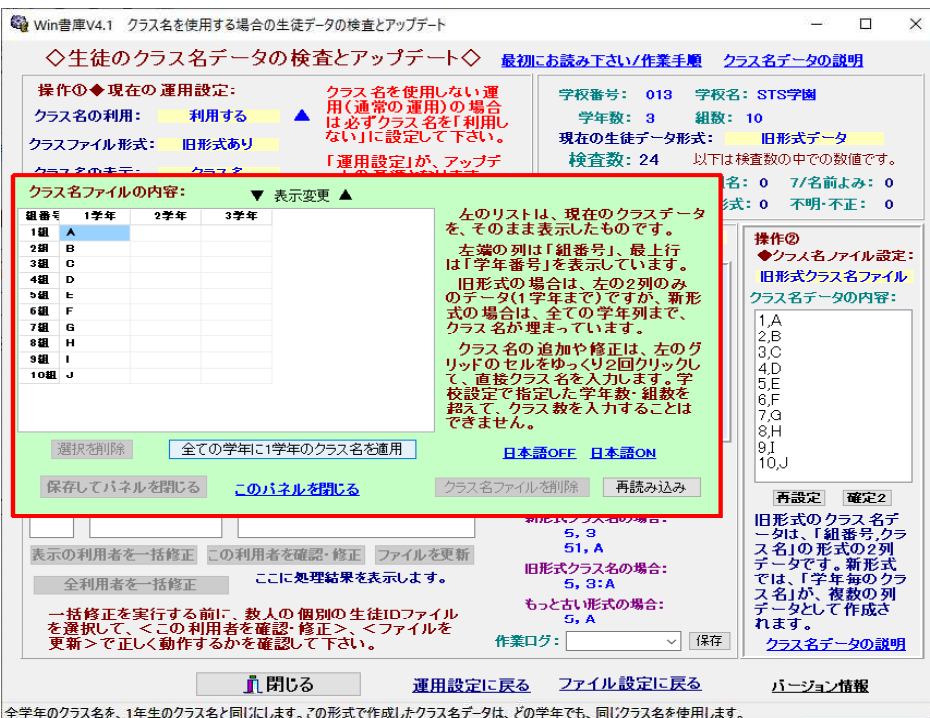 Win書庫V4.1 クラス名を使用する場合の生徒データの検査とアップデート
◇生徒のクラス名データの検査とアップデート◇
最初にお読み下さい/作業手順
クラス名データの説明
操作①◆現在の運用設定:
クラス名の利用: 利用する ▲
クラスファイル形式: 旧形式あり
クラス名の表示: クラス名
クラス名を使用しない運
用(通常の運用)の場合
は必ずクラス名を「利用し
ない」に設定して下さい。
「運用設定」が、アップデ
学校番号: 013 学校名: STS学園
学年数: 3 組数: 10
現在の生徒データ形式: 旧形式データ
検査数: 24 以下は検査数の中での数値です。
名: 0 7/名前よみ: 0
式: 0 不明・不正: 0
クラス名ファイルの内容:
▼ 表示変更 ▲
組番号 1学年 2学年 3学年
1組 A
2組 B
3組 C
4組 D
5組 E
6組 F
7組 G
8組 H
9組 I
10組 J
左のリストは、現在のクラスデータ
を、そのまま表示したものです。
左端の列は「組番号」、最上行
は「学年番号」を表示しています。
旧形式の場合は、左の2列のみ
のデータ(1学年まで)ですが、新形
式の場合は、全ての学年列まで、
クラス名が埋まっています。
クラス名の追加や修正は、左のグ
リッドのセルをゆっくり2回クリックし
て、直接クラス名を入力します。学
校設定で指定した学年数・組数を
超えて、クラス数を入力することは
できません。
選択を削除
全ての学年に1学年のクラス名を適用
日本語OFF 日本語ON
保存してパネルを閉じる
このパネルを閉じる
クラス名ファイルを削除
再読み込み
操作②
◆クラス名ファイル設定:
旧形式クラス名ファイル
クラス名データの内容:
1,A
2,B
3,C
4,D
5,E
6,F
7,G
8,H
9,I
10,J
再設定 確定2
旧形式のクラス名デ
ータは、「組番号,クラ
ス名」の形式の2列
データです。新形式
では、「学年毎のクラ
ス名」が、複数の列
データとして作成さ
れます。
クラス名データの説明
表示の利用者を一括修正
この利用者を確認・修正
ファイルを更新
全利用者を一括修正
ここに処理結果を表示します。
一括修正を実行する前に、数人の個別の生徒IDファイル
を選択して、<この利用者を確認・修正>、<ファイルを
更新>で正しく動作するかを確認して下さい。
新形式クラス名の場合:
5, 3
51, A
旧形式クラス名の場合:
5, 3:A
もっと古い形式の場合:
5, A
作業ログ: 保存
閉じる
運用設定に戻る
ファイル設定に戻る
バージョン情報
全学年のクラス名を、1年生のクラス名と同じにします。この形式で作成したクラス名データは、どの学年でも、同じクラス名を使用します。